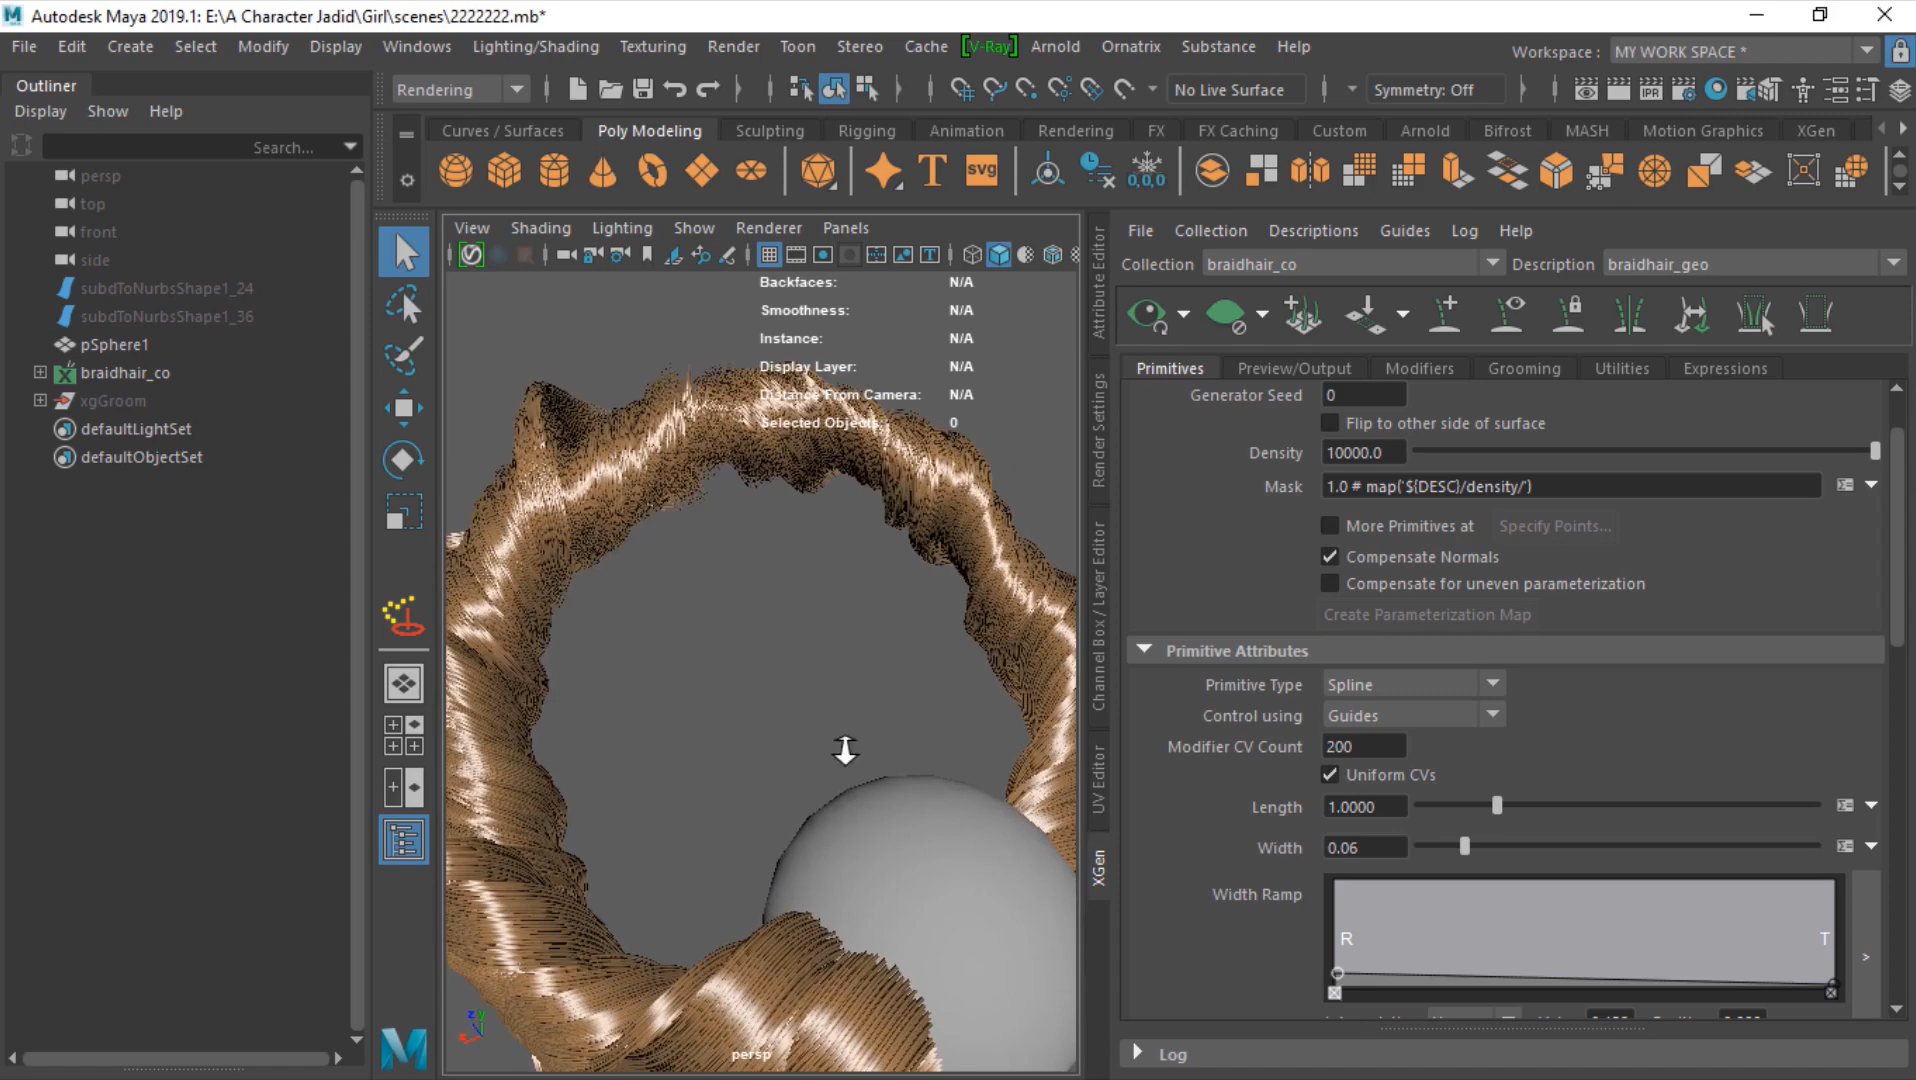 Autodesk Maya 2019.1: E:\A Character Jadid\Girl\scenes\2222222.mb*
File Edit Create Select Modify Display Windows Lighting/Shading Texturing Render Toon Stereo Cache [V-Ray] Arnold Ornatrix Substance Help
Workspace : MY WORK SPACE *
Outliner
Display Show Help
Search...
persp
top
front
side
subdToNurbsShape1_24
subdToNurbsShape1_36
pSphere1
braidhair_co
xgGroom
defaultLightSet
defaultObjectSet
Rendering
No Live Surface
Symmetry: Off
IPR
Curves / Surfaces Poly Modeling Sculpting Rigging Animation Rendering FX FX Caching Custom Arnold Bifrost MASH Motion Graphics XGen
T
svg
0,0,0
View Shading Lighting Show Renderer Panels
Backfaces: N/A
Smoothness: N/A
Instance: N/A
Display Layer: N/A
Distance From Camera: N/A
Selected Objects: 0
persp
z y
Attribute Editor
Render Settings
Channel Box / Layer Editor
UV Editor
XGen
File Collection Descriptions Guides Log Help
Collection braidhair_co Description braidhair_geo
Primitives Preview/Output Modifiers Grooming Utilities Expressions
Generator Seed 0
Flip to other side of surface
Density 10000.0
Mask 1.0 # map('${DESC}/density/')
More Primitives at Specify Points...
Compensate Normals
Compensate for uneven parameterization
Create Parameterization Map
Primitive Attributes
Primitive Type Spline
Control using Guides
Modifier CV Count 200
Uniform CVs
Length 1.0000
Width 0.06
Width Ramp
R T
>
Log